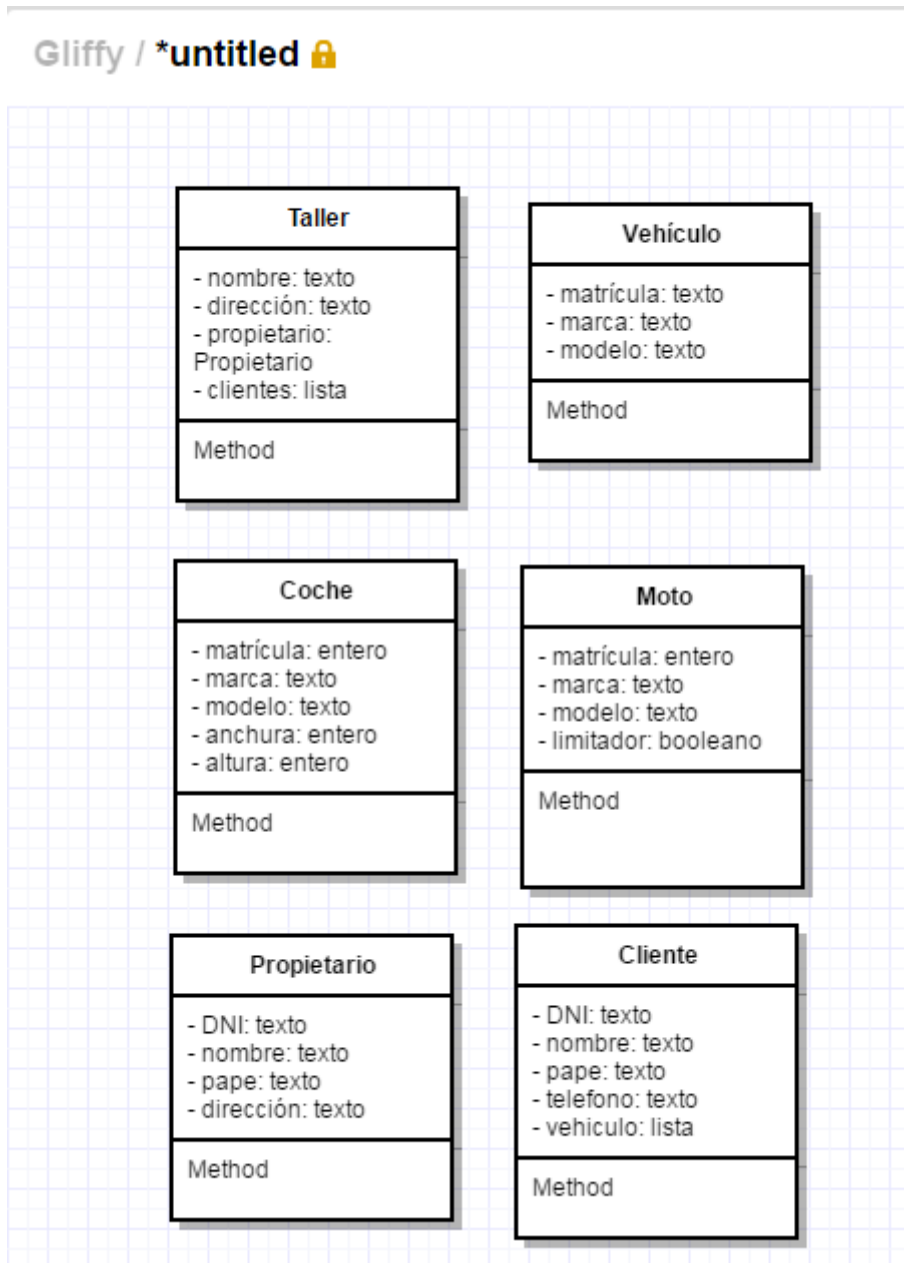 Gliffy / *untitled
Taller
- nombre: texto
- dirección: texto
- propietario:
Propietario
- clientes: lista
Method
Vehículo
- matrícula: texto
- marca: texto
- modelo: texto
Method
Coche
- matrícula: entero
- marca: texto
- modelo: texto
- anchura: entero
- altura: entero
Method
Moto
- matrícula: entero
- marca: texto
- modelo: texto
- limitador: booleano
Method
Propietario
- DNI: texto
- nombre: texto
- pape: texto
- dirección: texto
Method
Cliente
- DNI: texto
- nombre: texto
- pape: texto
- telefono: texto
- vehiculo: lista
Method